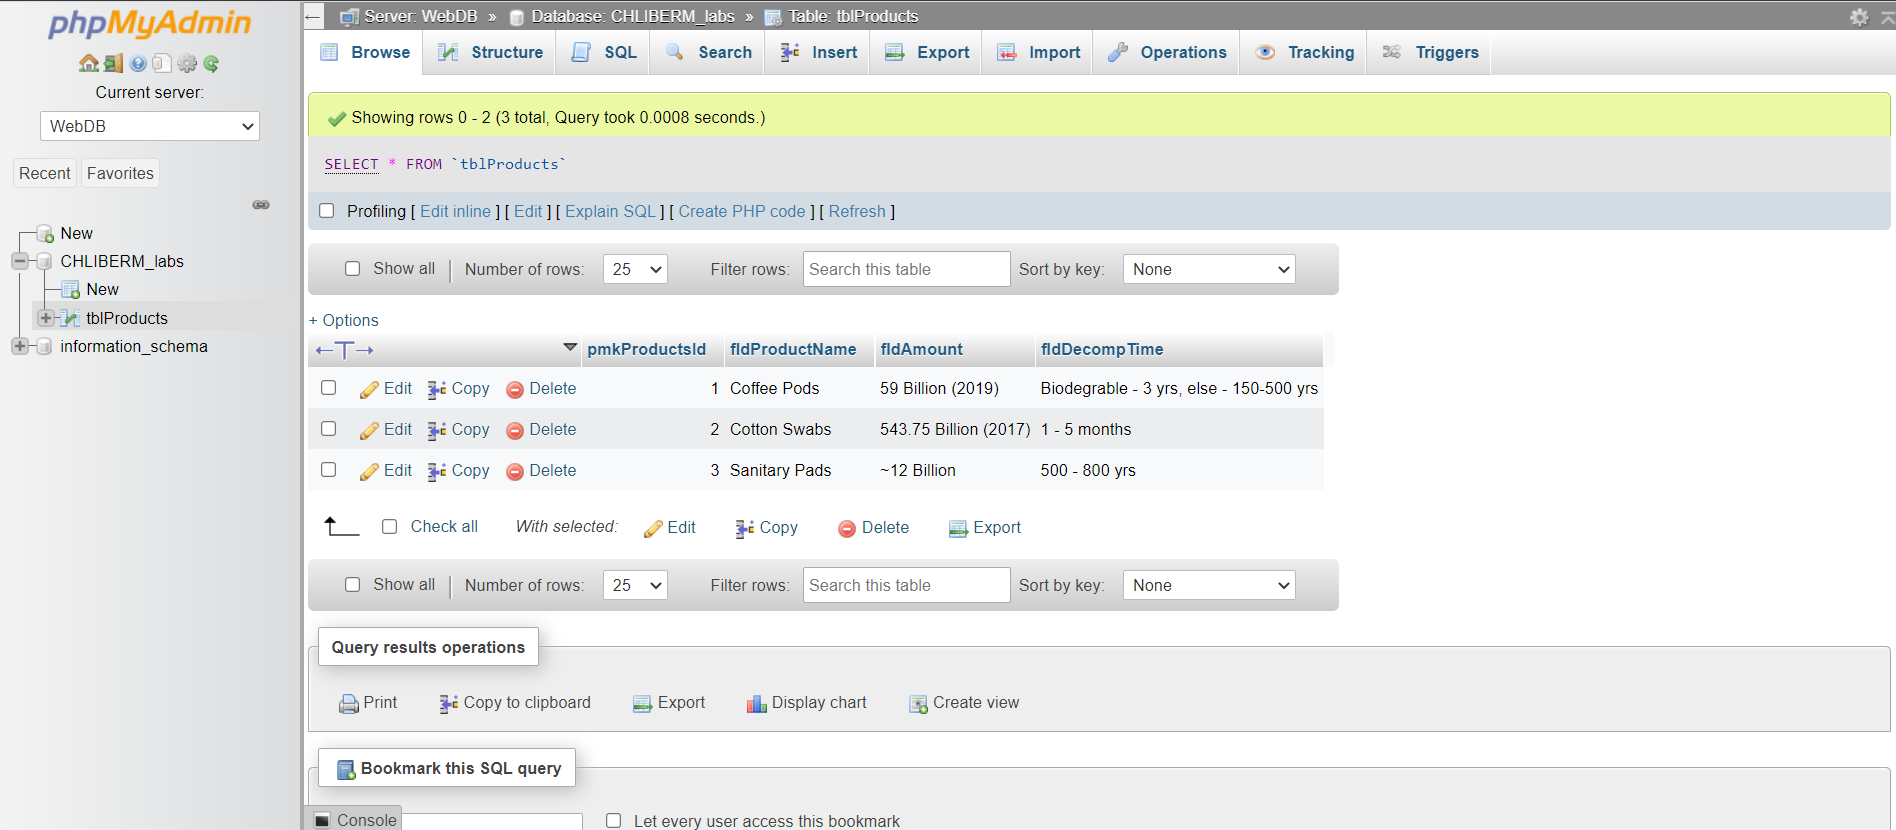 phpMyAdmin
Current server:
WebDB
Recent Favorites
New
CHLIBERM_labs
New
tblProducts
information_schema
Server: WebDB » Database: CHLIBERM_labs » Table: tblProducts
Browse Structure SQL Search Insert Export Import Operations Tracking Triggers
Showing rows 0 - 2 (3 total, Query took 0.0008 seconds.)
SELECT * FROM `tblProducts`
Profiling [ Edit inline ] [ Edit ] [ Explain SQL ] [ Create PHP code ] [ Refresh ]
Show all | Number of rows: 25 Filter rows: Search this table Sort by key: None
+ Options
←T→ pmkProductsId fldProductName fldAmount fldDecompTime
Edit Copy Delete 1 Coffee Pods 59 Billion (2019) Biodegrable - 3 yrs, else - 150-500 yrs
Edit Copy Delete 2 Cotton Swabs 543.75 Billion (2017) 1 - 5 months
Edit Copy Delete 3 Sanitary Pads ~12 Billion 500 - 800 yrs
Check all With selected: Edit Copy Delete Export
Show all | Number of rows: 25 Filter rows: Search this table Sort by key: None
Query results operations
Print Copy to clipboard Export Display chart Create view
Bookmark this SQL query
Console
Let every user access this bookmark